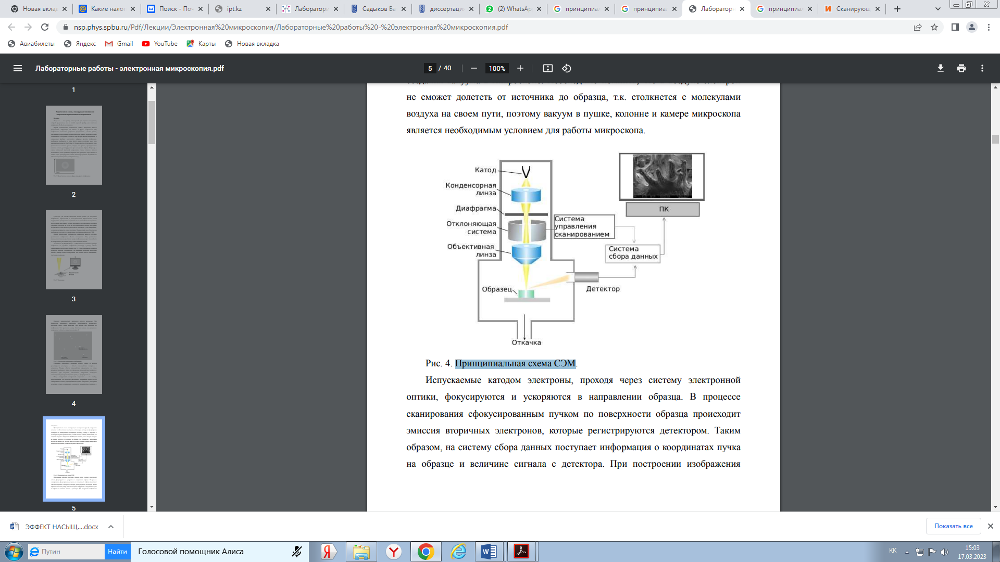 Новая вклад
Какие налог
Поиск - Поч
ipt.kz
Лаборатори
Садыков Ба
диссертаци
(2) WhatsAp
принципиал
принципиал
Лаборатори
принципиал
Сканирующ
nsp.phys.spbu.ru/Pdf/Лекции/Электронная%20микроскопия/Лабораторные%20работы%20-%20электронная%20микроскопия.pdf
Авиабилеты
Яндекс
Gmail
YouTube
Карты
Новая вкладка
Лабораторные работы - электронная микроскопия.pdf
5 / 40
100%
1
2
3
4
5
не сможет долететь от источника до образца, т.к. столкнется с молекулами
воздуха на своем пути, поэтому вакуум в пушке, колонне и камере микроскопа
является необходимым условием для работы микроскопа.
Катод
Конденсорная
линза
Диафрагма
Отклоняющая
система
Объективная
линза
Образец
Откачка
Система
управления
сканированием
ПК
Система
сбора данных
Детектор
Рис. 4. Принципиальная схема СЭМ.
Испускаемые катодом электроны, проходя через систему электронной
оптики, фокусируются и ускоряются в направлении образца. В процессе
сканирования сфокусированным пучком по поверхности образца происходит
эмиссия вторичных электронов, которые регистрируются детектором. Таким
образом, на систему сбора данных поступает информация о координатах пучка
на образце и величине сигнала с детектора. При построении изображения
ЭФФЕКТ НАСЫЩ....docx
Показать все
Путин
Найти
Голосовой помощник Алиса
KK
15:03
17.03.2023